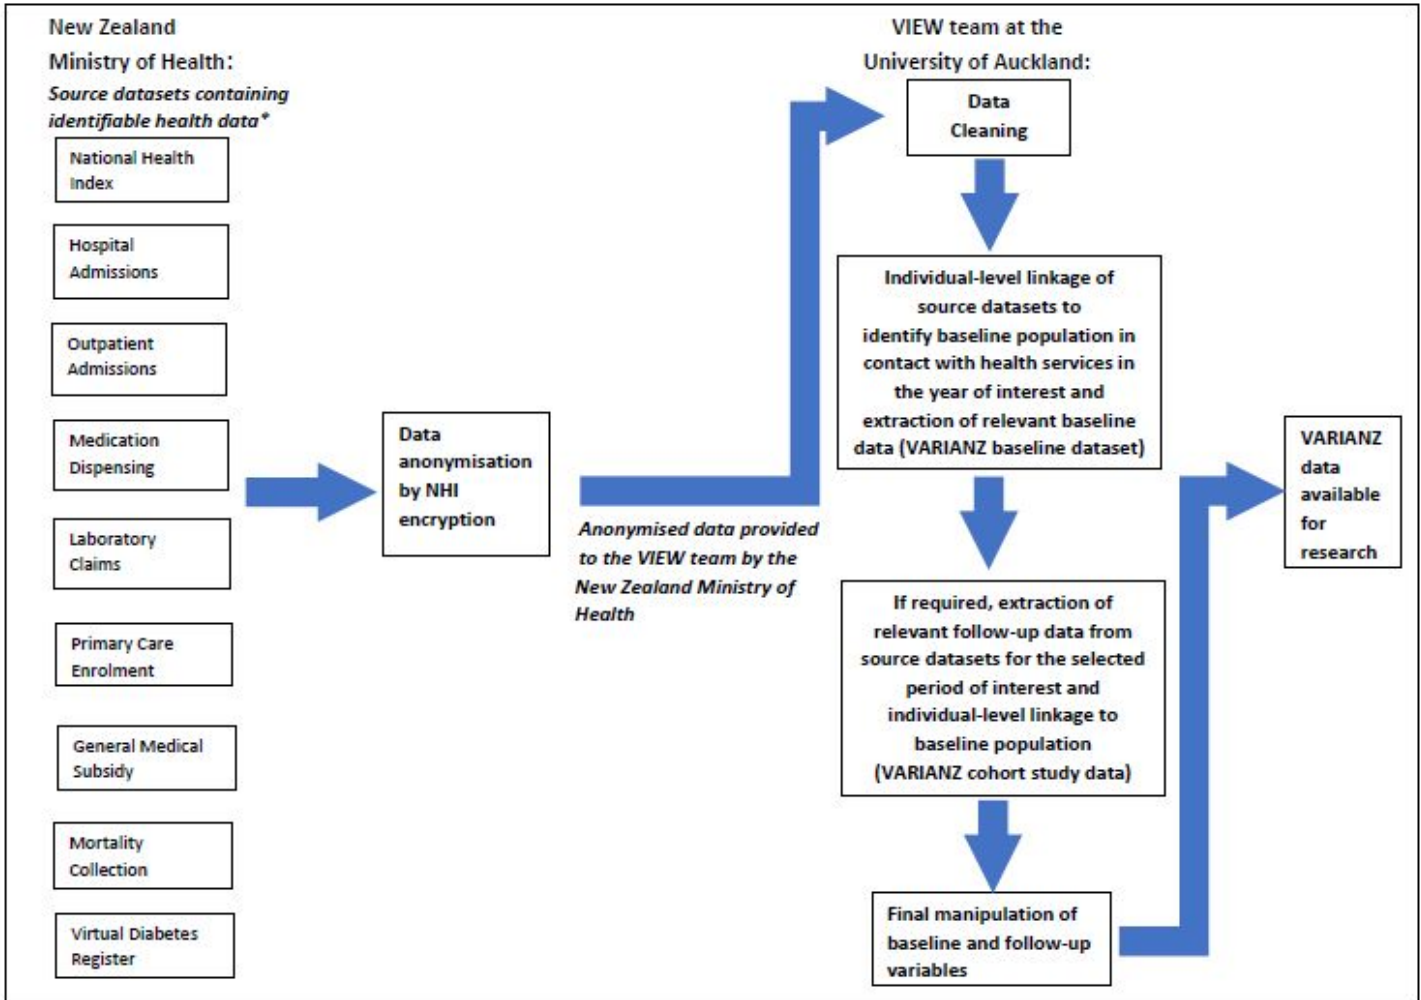 New Zealand
Ministry of Health:
Source datasets containing
identifiable health data*
National Health
Index
Hospital
Admissions
Outpatient
Admissions
Medication
Dispensing
Laboratory
Claims
Primary Care
Enrolment
General Medical
Subsidy
Mortality
Collection
Virtual Diabetes
Register
Data
anonymisation
by NHI
encryption
Anonymised data provided
to the VIEW team by the
New Zealand Ministry of
Health
VIEW team at the
University of Auckland:
Data
Cleaning
Individual-level linkage of
source datasets to
identify baseline population in
contact with health services in
the year of interest and
extraction of relevant baseline
data (VARIANZ baseline dataset)
If required, extraction of
relevant follow-up data from
source datasets for the selected
period of interest and
individual-level linkage to
baseline population
(VARIANZ cohort study data)
Final manipulation of
baseline and follow-up
variables
VARIANZ
data
available
for
research